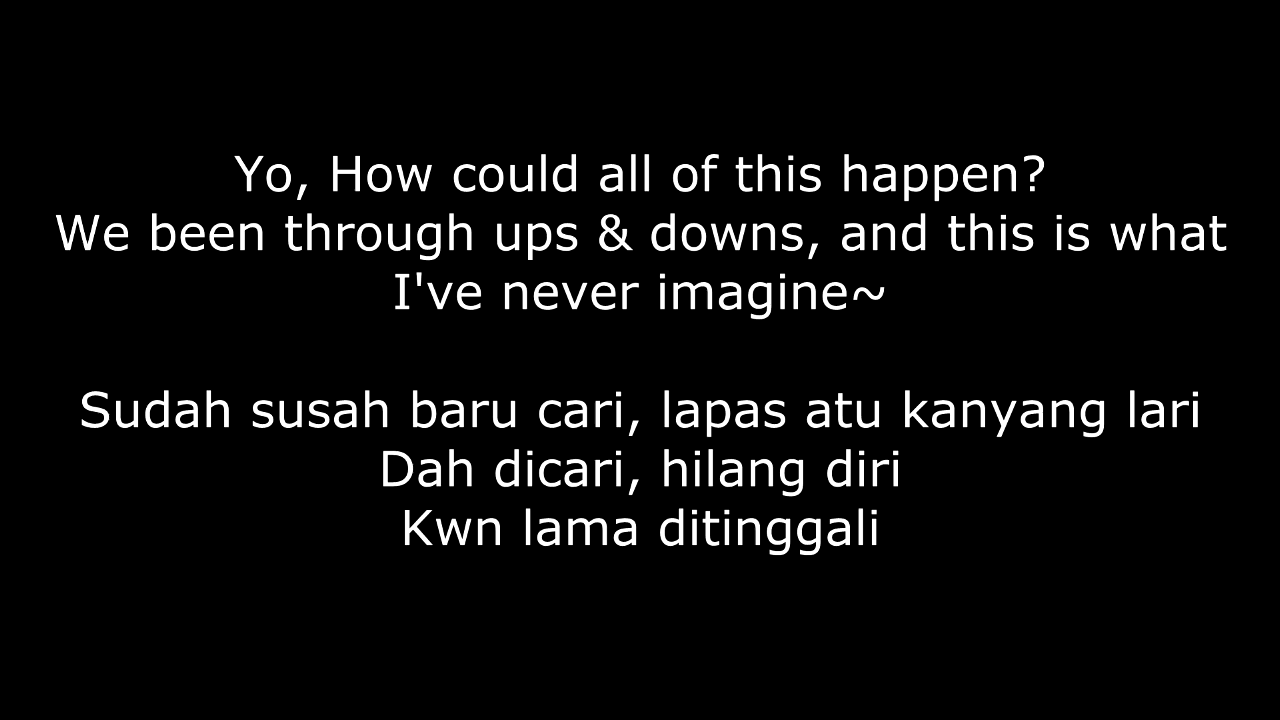 Yo, How could all of this happen?
We been through ups & downs, and this is what
I've never imagine~
Sudah susah baru cari, lapas atu kanyang lari
Dah dicari, hilang diri
Kwn lama ditinggali